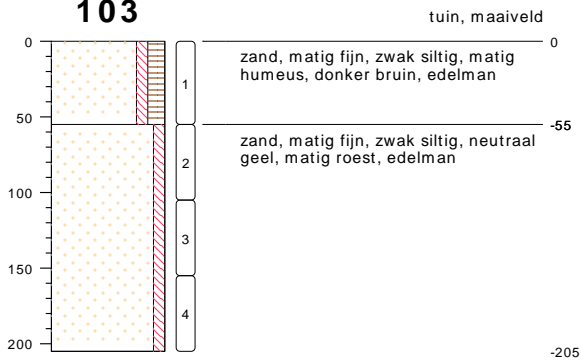 103
tuin, maaiveld
0
0
zand, matig fijn, zwak siltig, matig
humeus, donker bruin, edelman
1
50
-55
zand, matig fijn, zwak siltig, neutraal
geel, matig roest, edelman
2
100
3
150
4
200
-205